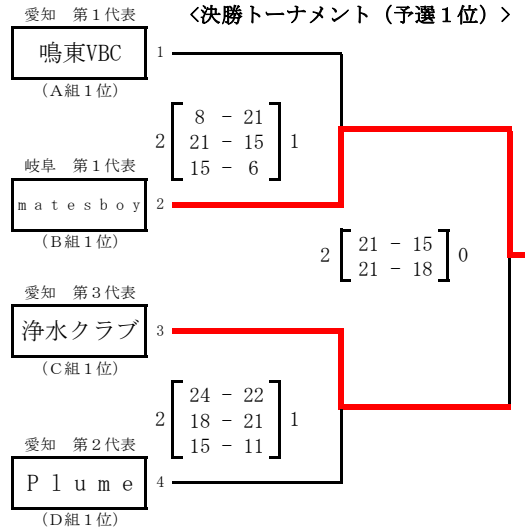 愛知　第１代表
<決勝トーナメント（予選１位）>
鳴東VBC
1
（Ａ組１位）
8 - 21
2 21 - 15 1
15 - 6
岐阜　第１代表
ｍａｔｅｓｂｏｙ
2
（Ｂ組１位）
2 21 - 15 0
21 - 18
愛知　第３代表
浄水クラブ
3
（Ｃ組１位）
24 - 22
2 18 - 21 1
15 - 11
愛知　第２代表
Ｐｌｕｍｅ
4
（Ｄ組１位）